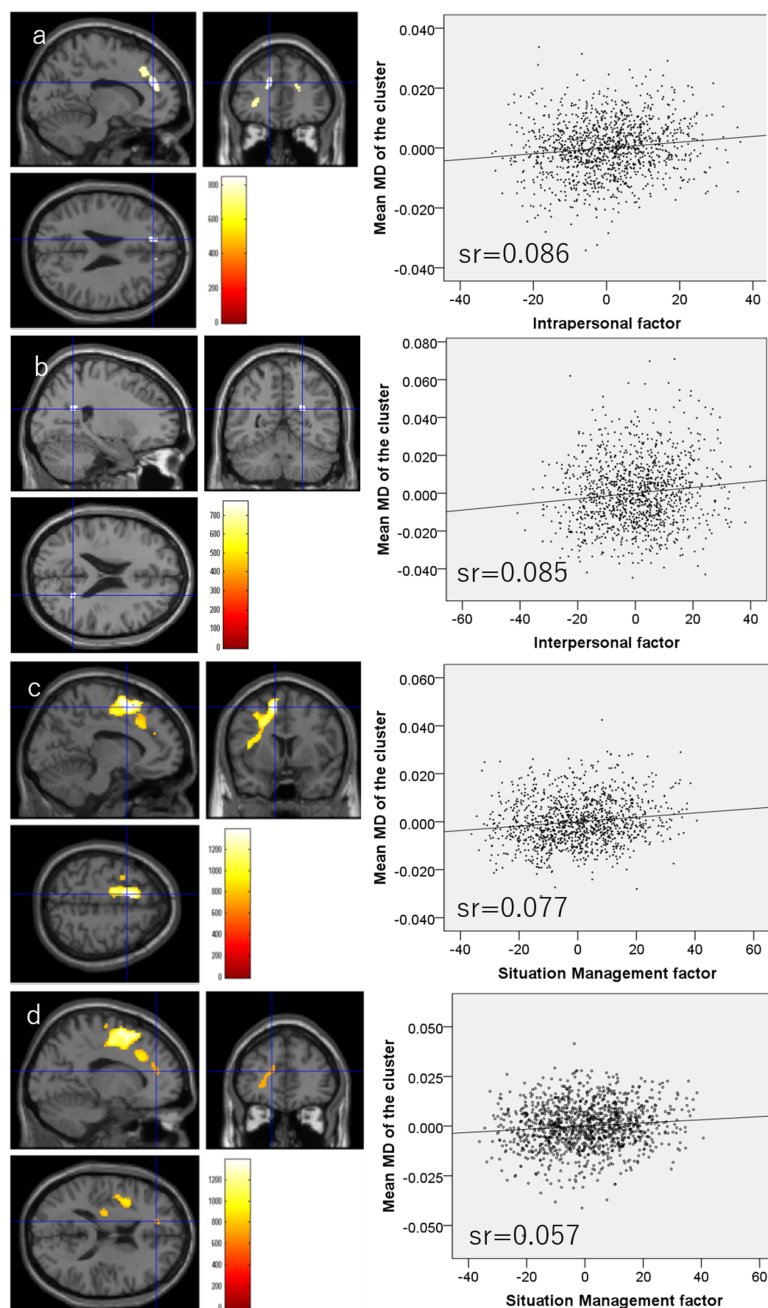 a
800
600
400
200
0
0.040
0.020
0.000
-0.020
-0.040
Mean MD of the cluster
sr=0.086
-40 -20 0 20 40
Intrapersonal factor
b
700
600
500
400
300
200
100
0
0.080
0.060
0.040
0.020
0.000
-0.020
-0.040
Mean MD of the cluster
sr=0.085
-60 -40 -20 0 20 40
Interpersonal factor
c
1200
1000
800
600
400
200
0
0.060
0.040
0.020
0.000
-0.020
-0.040
Mean MD of the cluster
sr=0.077
-40 -20 0 20 40 60
Situation Management factor
d
1200
1000
800
600
400
200
0
0.050
0.025
0.000
-0.025
-0.050
Mean MD of the cluster
sr=0.057
-40 -20 0 20 40 60
Situation Management factor